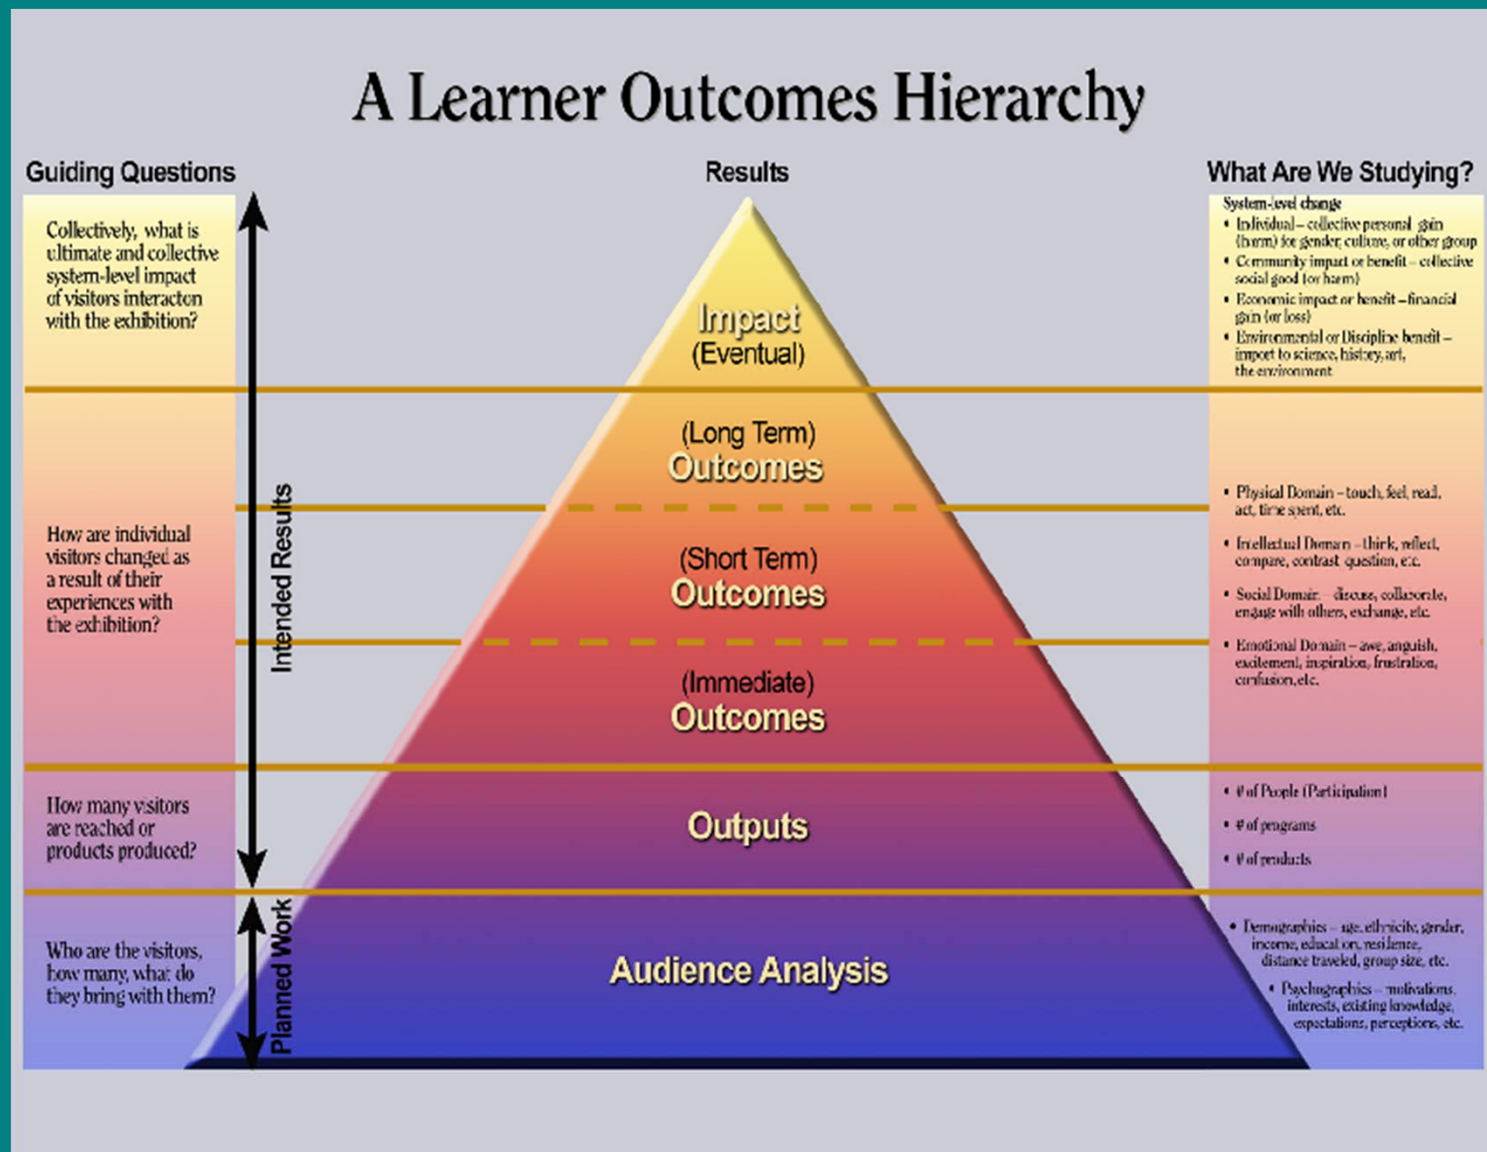 A Learner Outcomes Hierarchy
Guiding Questions
Collectively, what is
ultimate and collective
system-level impact
of visitors interacton
with the exhibition?
How are individual
visitors changed as
a result of their
experiences with
the exhibition?
How many visitors
are reached or
products produced?
Who are the visitors,
how many, what do
they bring with them?
Intended Results
Planned Work
Results
Impact
(Eventual)
(Long Term)
Outcomes
(Short Term)
Outcomes
(Immediate)
Outcomes
Outputs
Audience Analysis
What Are We Studying?
System-level change
• Individual – collective personal gain
(harm) for gender, culture, or other group
• Community impact or benefit – collective
social good (or harm)
• Economic impact or benefit – financial
gain (or loss)
• Environmental or Discipline benefit –
import to science, history, art,
the environment
• Physical Domain – touch, feel, read,
act, time spent, etc.
• Intellectual Domain – think, reflect,
compare, contrast, question, etc.
• Social Domain – discuss, collaborate,
engage with others, exchange, etc.
• Emotional Domain – awe, anguish,
excitement, inspiration, frustration,
confusion, etc.
• # of People (Participation)
• # of programs
• # of products
• Demographics – age, ethnicity, gender,
income, education, residence,
distance traveled, group size, etc.
• Psychographics – motivations,
interests, existing knowledge,
expectations, perceptions, etc.